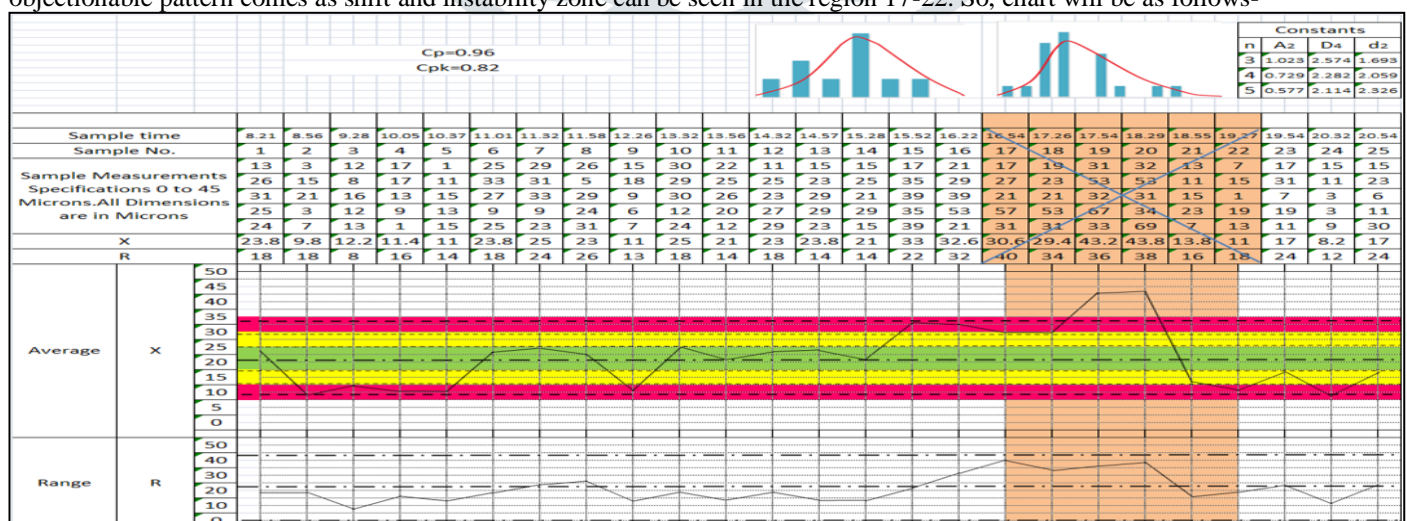 objectionable pattern comes as shift and instability zone can be seen in the region 17-22. So, chart will be as follows-
Cp=0.96
Cpk=0.82
Constants
n A2 D4 d2
3 1.023 2.574 1.693
4 0.729 2.282 2.059
5 0.577 2.114 2.326
Sample time 8.21 8.56 9.28 10.05 10.37 11.01 11.32 11.58 12.26 13.32 13.56 14.32 14.57 15.28 15.52 16.22 16.54 17.26 17.54 18.29 18.55 19.27 19.54 20.32 20.54
Sample No. 1 2 3 4 5 6 7 8 9 10 11 12 13 14 15 16 17 18 19 20 21 22 23 24 25
Sample Measurements Specifications 0 to 45 Microns.All Dimensions are in Microns
13 3 12 17 1 25 29 26 15 30 22 11 15 15 17 21 17 19 31 32 13 7 17 15 15
26 15 8 17 11 33 31 5 18 29 25 25 23 25 35 29 27 23 53 53 11 15 31 11 23
31 21 16 13 15 27 33 29 9 30 26 23 29 21 39 39 21 21 32 31 15 1 7 3 6
25 3 12 9 13 9 9 24 6 12 20 27 29 29 35 53 57 53 67 34 23 19 19 3 11
24 7 13 1 15 25 23 31 7 24 12 29 23 15 39 21 31 31 33 69 7 13 11 9 30
X 23.8 9.8 12.2 11.4 11 23.8 25 23 11 25 21 23 23.8 21 33 32.6 30.6 29.4 43.2 43.8 13.8 11 17 8.2 17
R 18 18 8 16 14 18 24 26 13 18 14 18 14 14 22 32 40 34 36 38 16 18 24 12 24
Average X
50
45
40
35
30
25
20
15
10
5
0
Range R
50
40
30
20
10
0